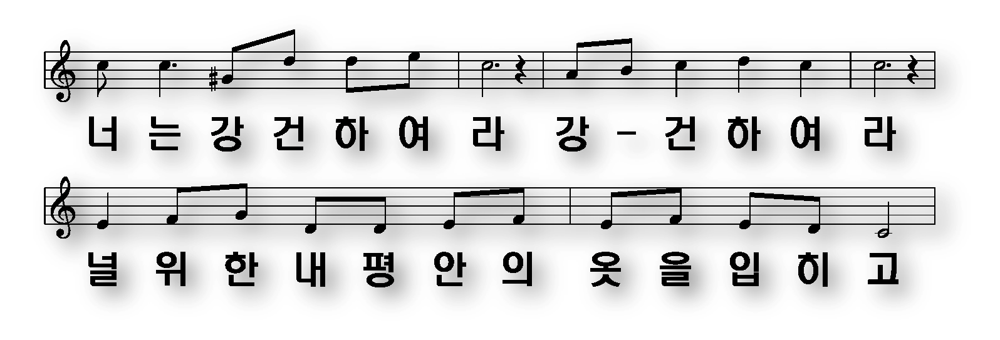 너 는 강 건 하 여 라 강 - 건 하 여 라
널 위 한 내 평 안 의 옷 을 입 히 고